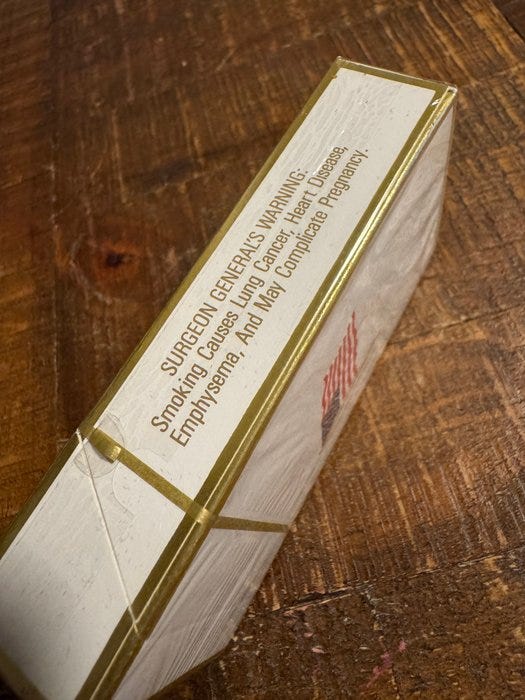 SURGEON GENERAL'S WARNING:
Smoking Causes Lung Cancer, Heart Disease,
Emphysema, And May Complicate Pregnancy.